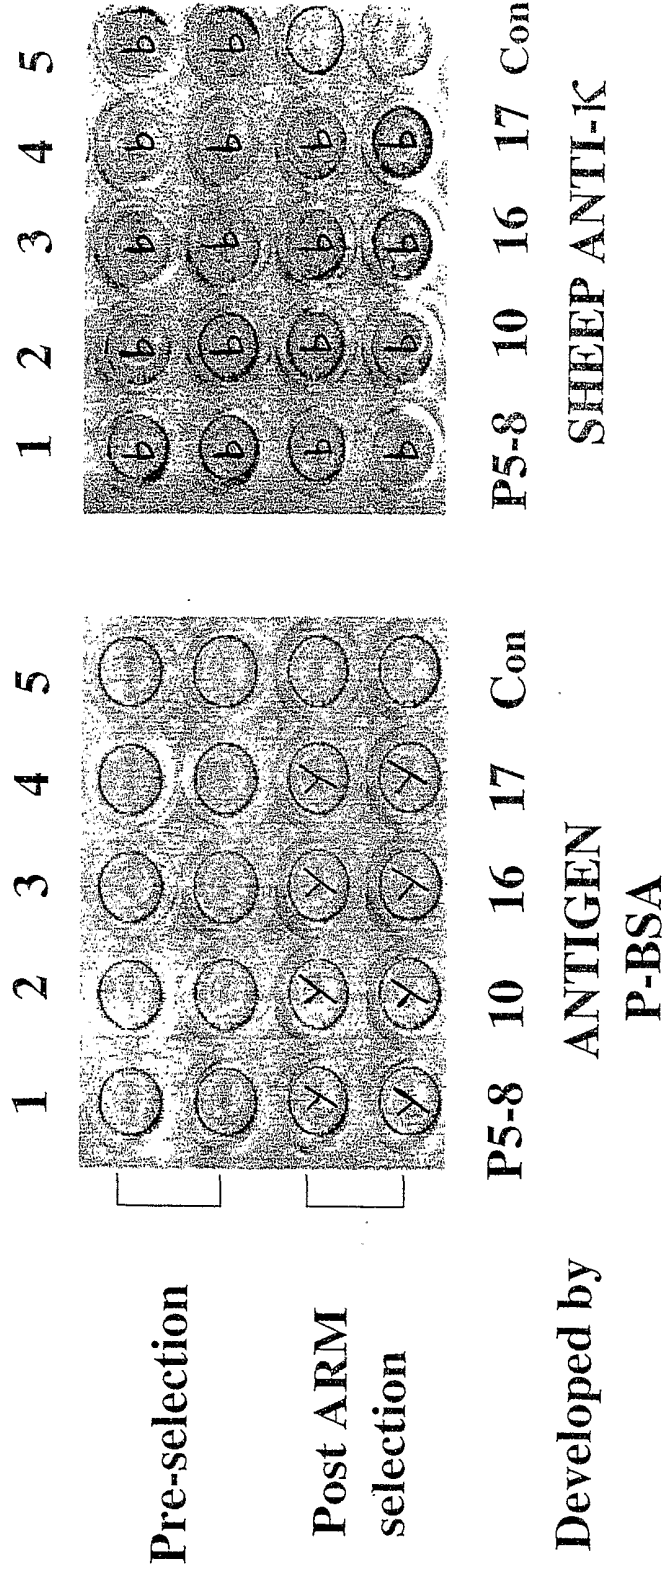 1 2 3 4 5
1 2 3 4 5
Pre-selection
Post ARM
selection
P5-8 10 16 17 Con
P5-8 10 16 17 Con
Developed by
ANTIGEN
P-BSA
SHEEP ANTI-K